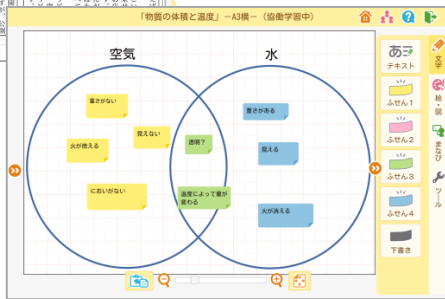 「物質の体積と温度」－A3横－（協働学習中）
空気
水
重さがない
見えない
火が燃える
においがない
透明？
温度によって量が
変わる
重さがある
見える
火が消える
あ
テキスト
ふせん1
ふせん2
ふせん3
ふせん4
下書き
文字
絵・図
まなび
ツール